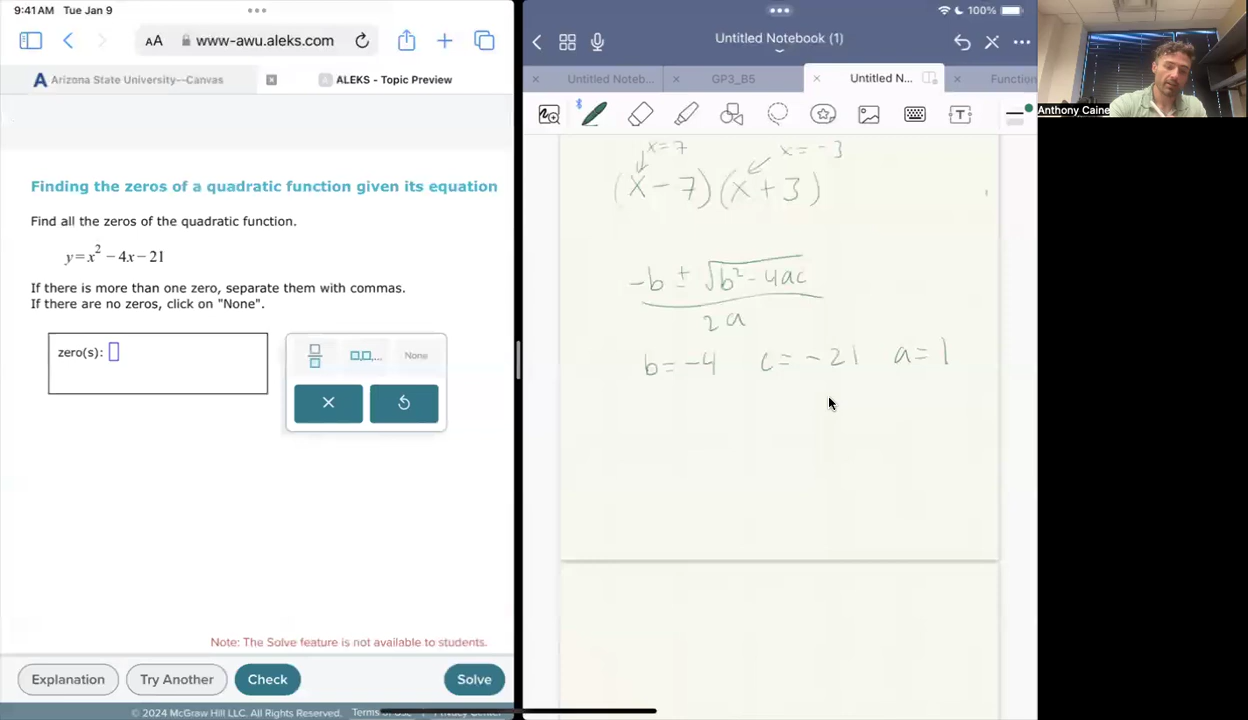 9:41 AM Tue Jan 9
100%
AA www-awu.aleks.com
Untitled Notebook (1)
Arizona State University--Canvas
ALEKS - Topic Preview
Untitled Noteb...
GP3_B5
Untitled N...
Function
Anthony Caine
Finding the zeros of a quadratic function given its equation
Find all the zeros of the quadratic function.
y=x² − 4x − 21
If there is more than one zero, separate them with commas.
If there are no zeros, click on "None".
zero(s):
None
x=7 x=-3
(x-7)(x+3)
-b ± √b²-4ac
2a
b=-4 c=-21 a=1
Note: The Solve feature is not available to students.
Explanation
Try Another
Check
Solve
© 2024 McGraw Hill LLC. All Rights Reserved.